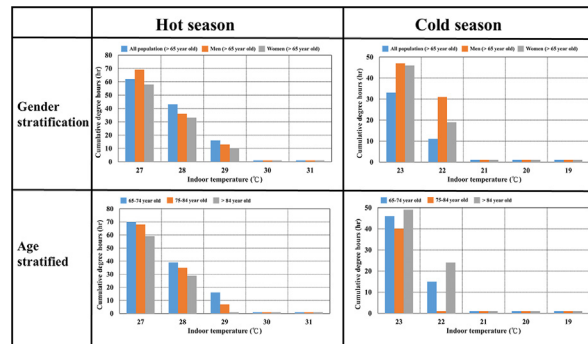 Hot season
Cold season
Gender
stratification
All population (> 65 year old) Men (> 65 year old) Women (> 65 year old)
Cumulative degree hours (hr)
80
70
60
50
40
30
20
10
0
27 28 29 30 31
Indoor temperature (℃)
All population (> 65 year old) Men (> 65 year old) Women (> 65 year old)
Cumulative degree hours (hr)
50
40
30
20
10
0
23 22 21 20 19
Indoor temperature (℃)
Age
stratified
65-74 year old 75-84 year old > 84 year old
Cumulative degree hours (hr)
80
70
60
50
40
30
20
10
0
27 28 29 30 31
Indoor temperature (℃)
65-74 year old 75-84 year old > 84 year old
Cumulative degree hours (hr)
50
40
30
20
10
0
23 22 21 20 19
Indoor temperature (℃)